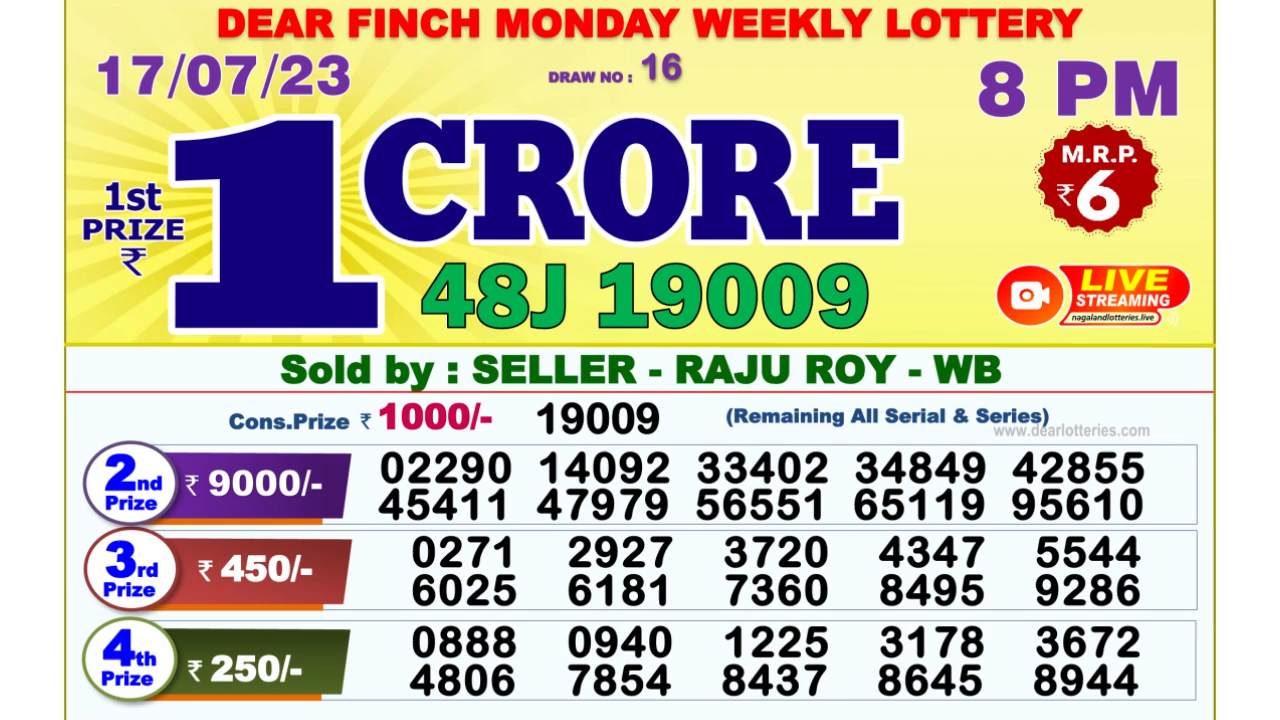 DEAR FINCH MONDAY WEEKLY LOTTERY
17/07/23
DRAW NO : 16
8 PM
M.R.P.
₹ 6
1st
PRIZE
₹
1 CRORE
48J 19009
LIVE
STREAMING
nagalandlotteries.live
Sold by : SELLER - RAJU ROY - WB
Cons.Prize ₹ 1000/- 19009 (Remaining All Serial & Series)
www.dearlotteries.com
2nd Prize ₹ 9000/-
02290 14092 33402 34849 42855
45411 47979 56551 65119 95610
3rd Prize ₹ 450/-
0271 2927 3720 4347 5544
6025 6181 7360 8495 9286
4th Prize ₹ 250/-
0888 0940 1225 3178 3672
4806 7854 8437 8645 8944